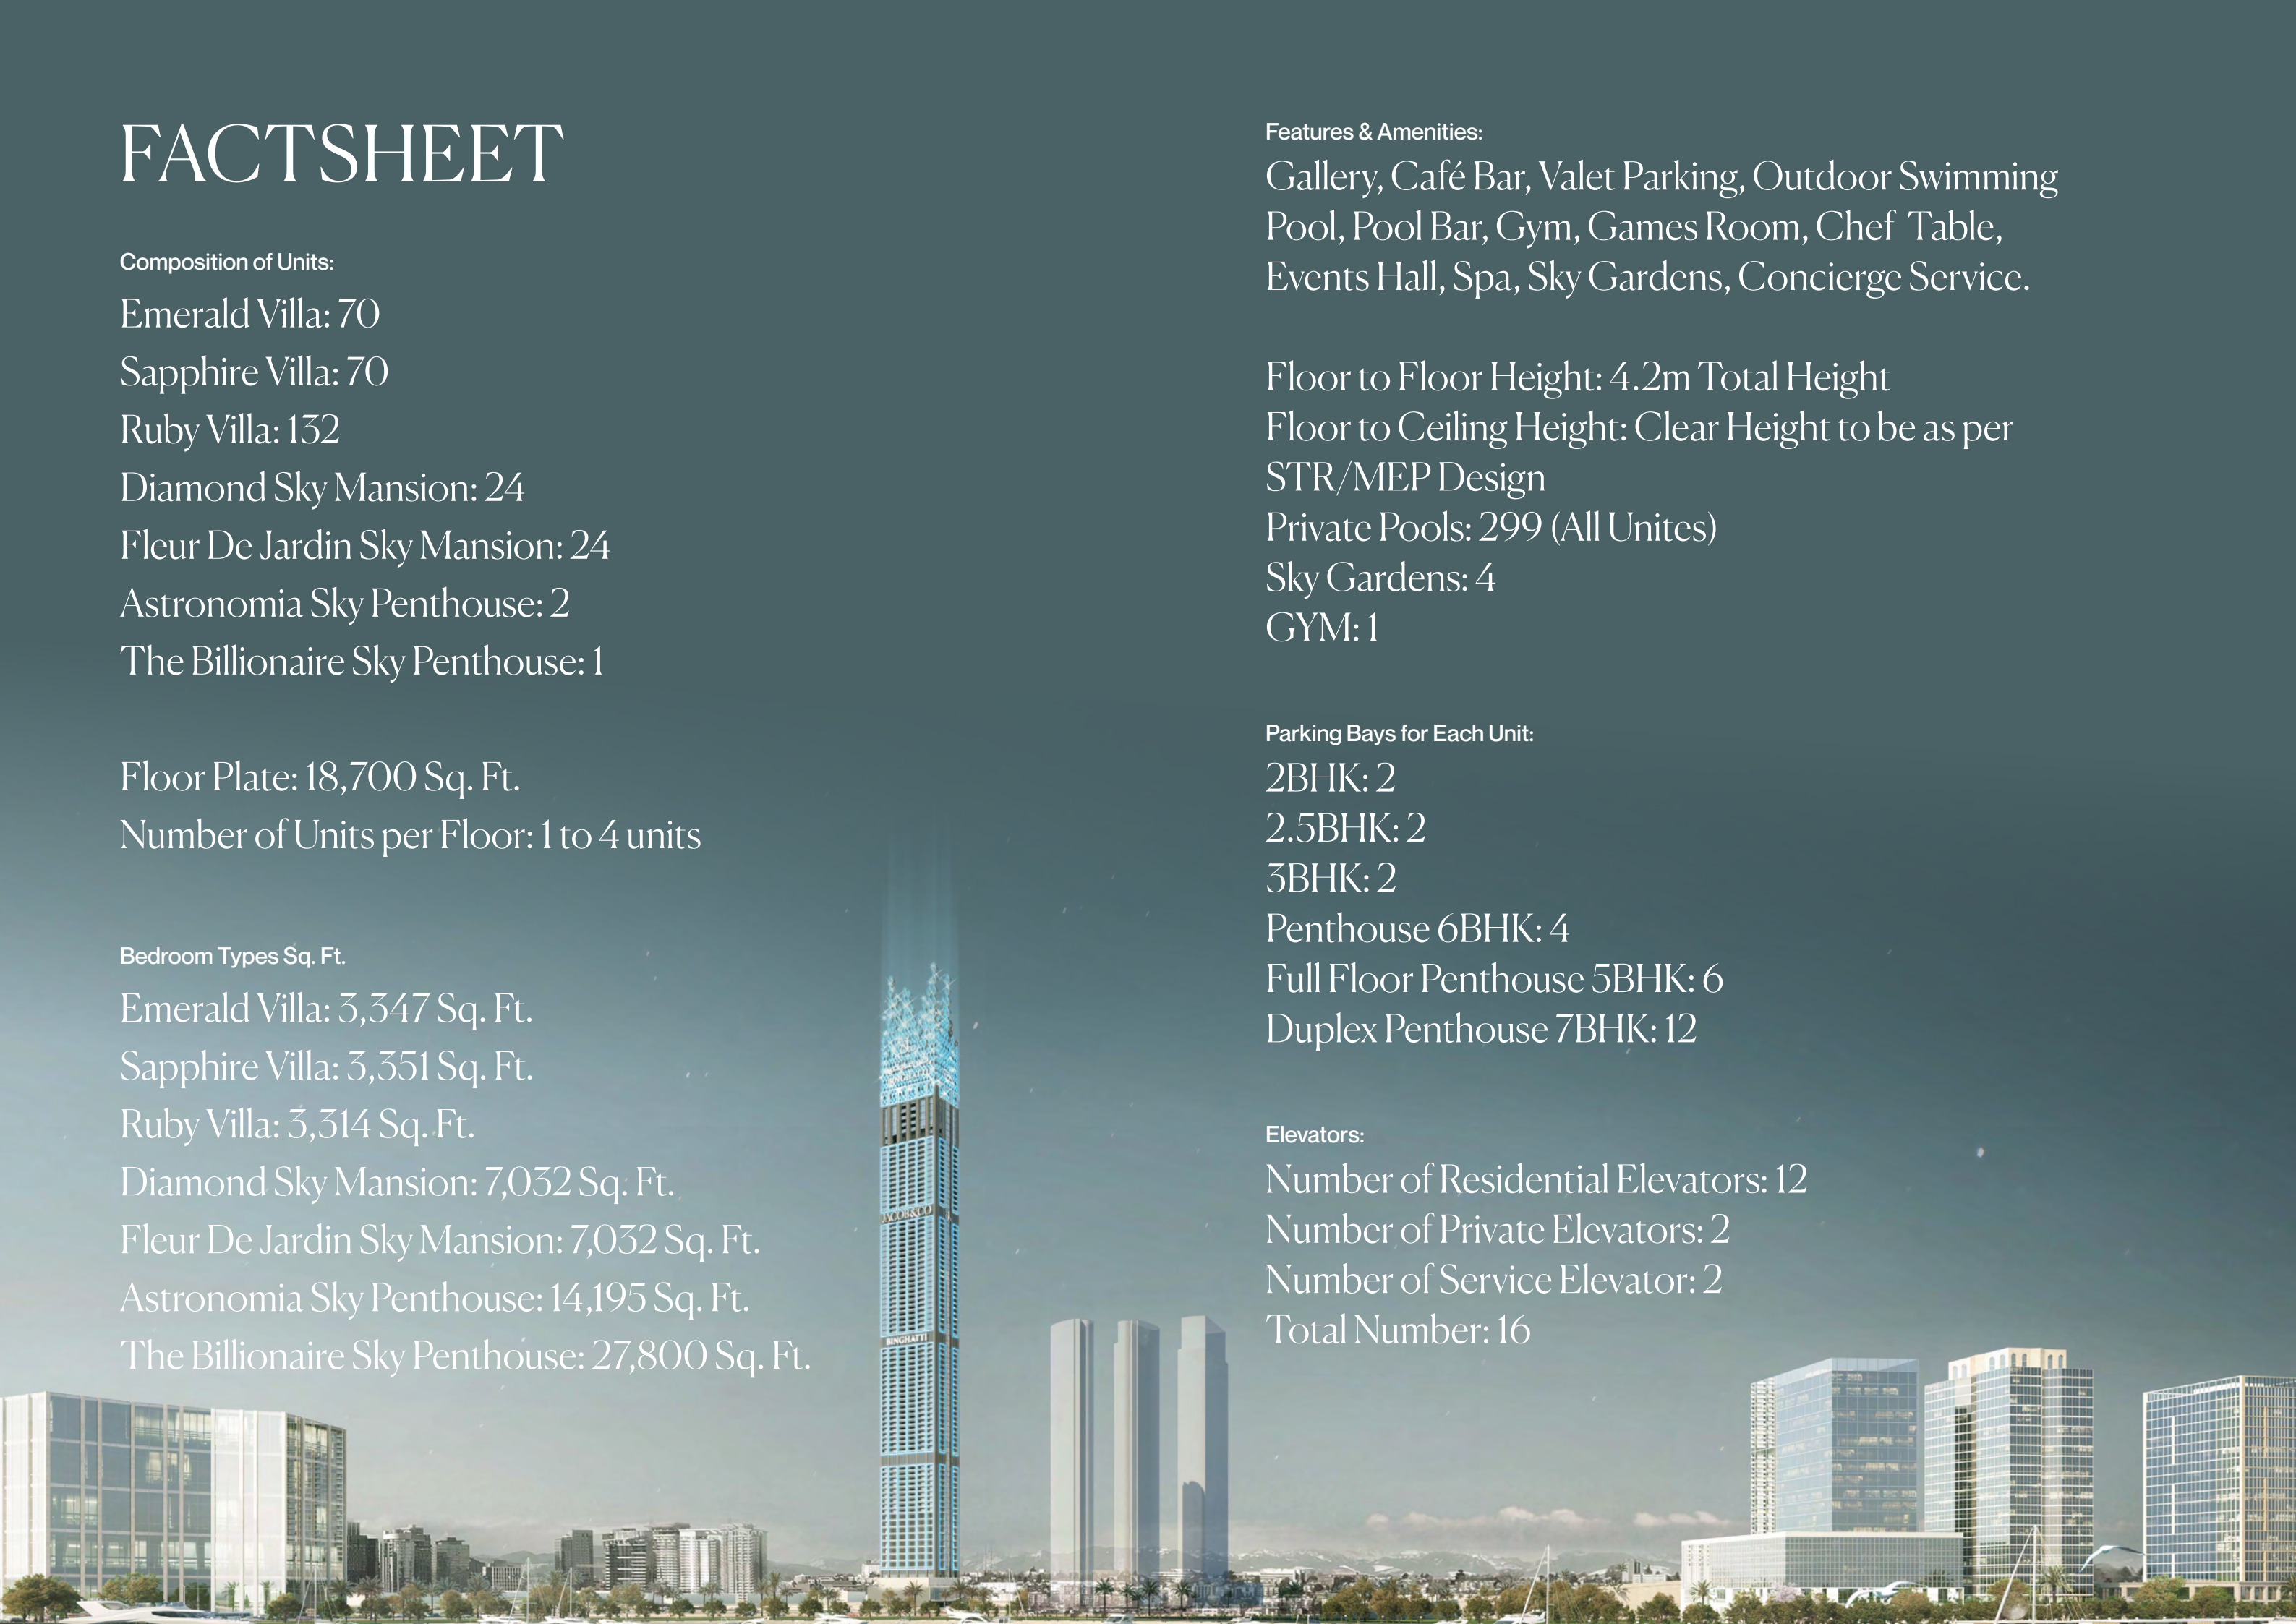 FACTSHEET
Composition of Units:
Emerald Villa: 70
Sapphire Villa: 70
Ruby Villa: 132
Diamond Sky Mansion: 24
Fleur De Jardin Sky Mansion: 24
Astronomia Sky Penthouse: 2
The Billionaire Sky Penthouse: 1
Floor Plate: 18,700 Sq. Ft.
Number of Units per Floor: 1 to 4 units
Bedroom Types Sq. Ft.
Emerald Villa: 3,347 Sq. Ft.
Sapphire Villa: 3,351 Sq. Ft.
Ruby Villa: 3,314 Sq. Ft.
Diamond Sky Mansion: 7,032 Sq. Ft.
Fleur De Jardin Sky Mansion: 7,032 Sq. Ft.
Astronomia Sky Penthouse: 14,195 Sq. Ft.
The Billionaire Sky Penthouse: 27,800 Sq. Ft.
JACOB&CO
BINGHATTI
Features & Amenities:
Gallery, Café Bar, Valet Parking, Outdoor Swimming
Pool, Pool Bar, Gym, Games Room, Chef Table,
Events Hall, Spa, Sky Gardens, Concierge Service.
Floor to Floor Height: 4.2m Total Height
Floor to Ceiling Height: Clear Height to be as per
STR/MEP Design
Private Pools: 299 (All Unites)
Sky Gardens: 4
GYM: 1
Parking Bays for Each Unit:
2BHK: 2
2.5BHK: 2
3BHK: 2
Penthouse 6BHK: 4
Full Floor Penthouse 5BHK: 6
Duplex Penthouse 7BHK: 12
Elevators:
Number of Residential Elevators: 12
Number of Private Elevators: 2
Number of Service Elevator: 2
Total Number: 16